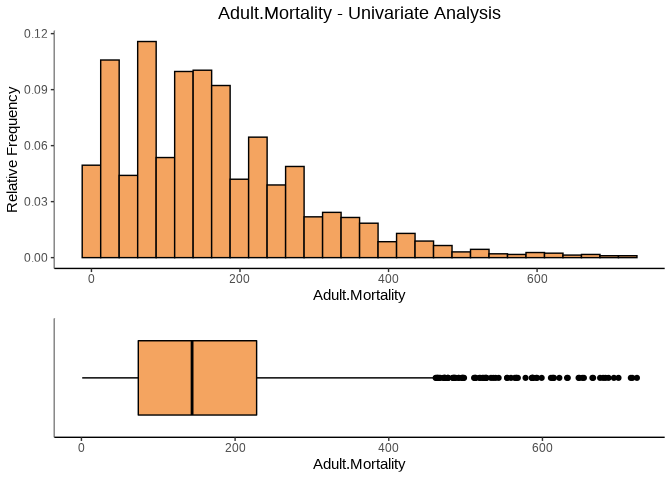 Adult.Mortality - Univariate Analysis
0.12
0.09
0.06
0.03
0.00
Relative Frequency
0 200 400 600
Adult.Mortality
0 200 400 600
Adult.Mortality